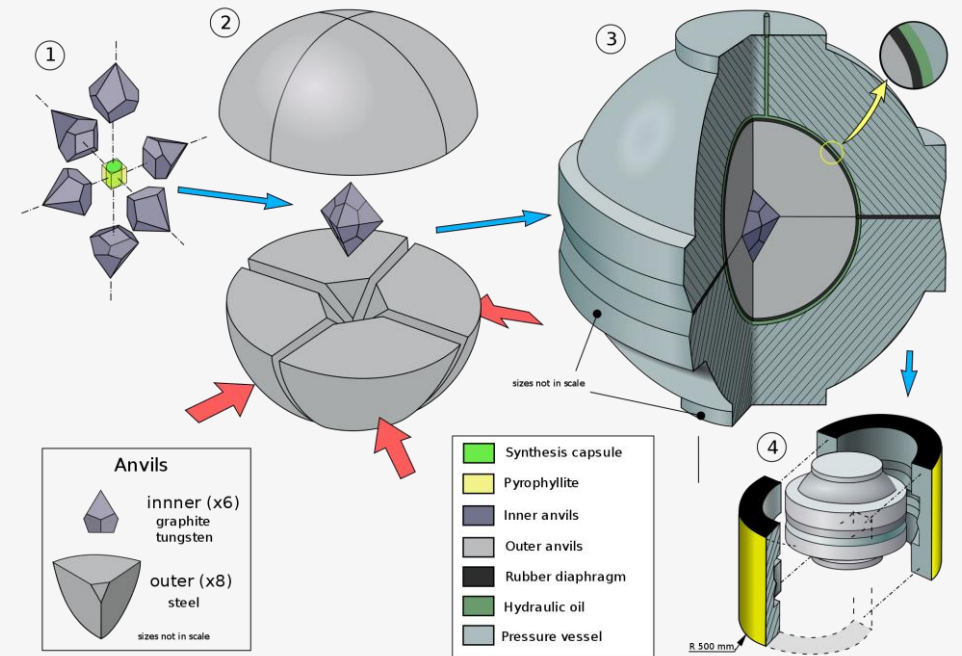 1
2
3
sizes not in scale
4
Anvils
innner (x6)
graphite
tungsten
outer (x8)
steel
sizes not in scale
Synthesis capsule
Pyrophyllite
Inner anvils
Outer anvils
Rubber diaphragm
Hydraulic oil
Pressure vessel
R 500 mm